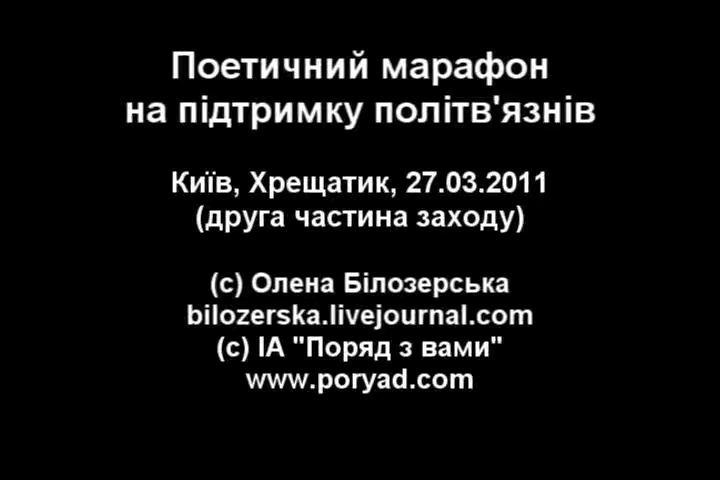 Поетичний марафон
на підтримку політв'язнів
Київ, Хрещатик, 27.03.2011
(друга частина заходу)
(c) Олена Білозерська
bilozerska.livejournal.com
(c) ІА "Поряд з вами"
www.poryad.com